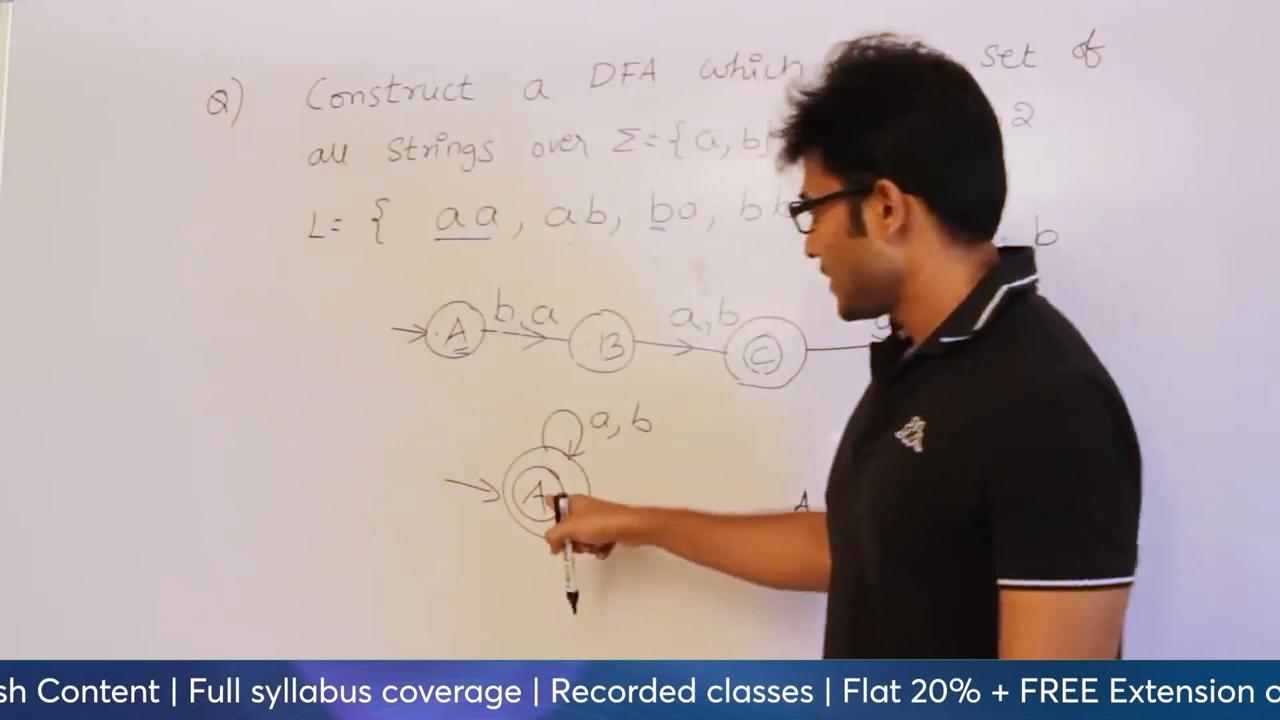 Q) Construct a DFA which set of
all strings over Σ={a, b} 2
L= { aa, ab, ba, b
b
b,a a,b
A B C
a, b
A
A
sh Content | Full syllabus coverage | Recorded classes | Flat 20% + FREE Extension o